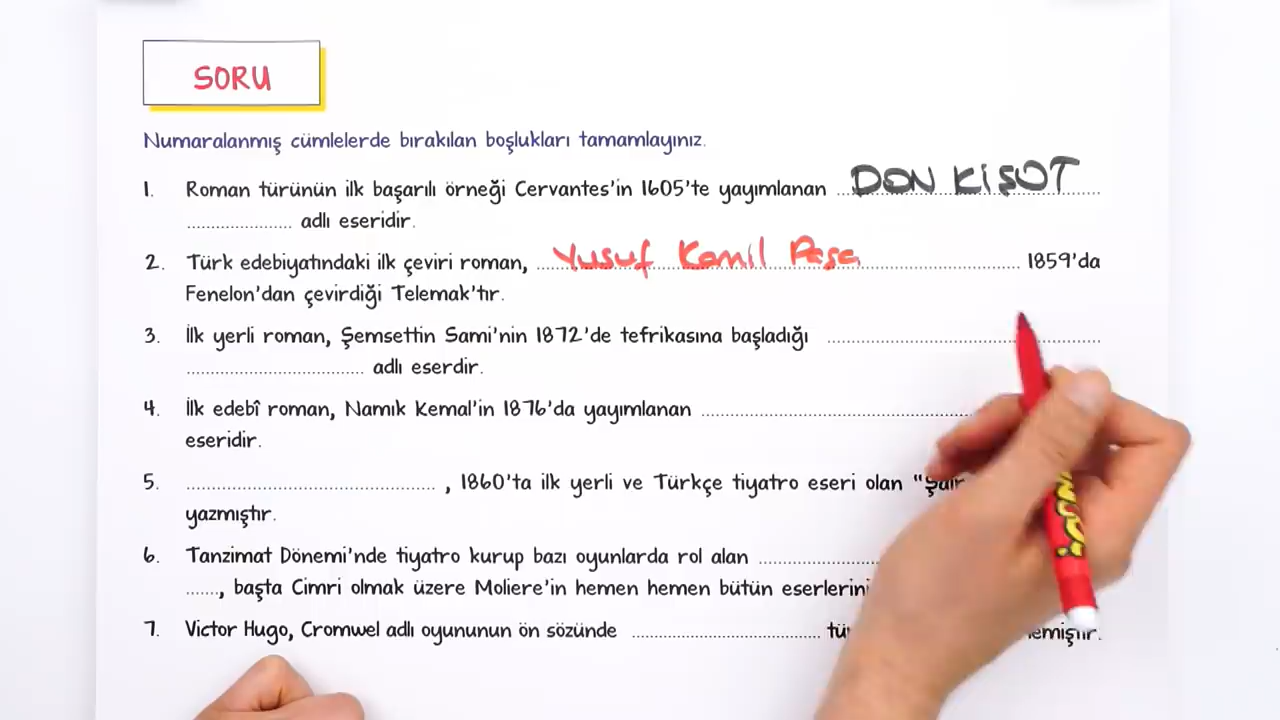 SORU
Numaralanmış cümlelerde bırakılan boşlukları tamamlayınız.
1. Roman türünün ilk başarılı örneği Cervantes'in 1605'te yayımlanan DON KİŞOT
.................... adlı eseridir.
2. Türk edebiyatındaki ilk çeviri roman, Yusuf Kamil Paşa 1859'da
Fenelon'dan çevirdiği Telemak'tır.
3. İlk yerli roman, Şemsettin Sami'nin 1872'de tefrikasına başladığı ....................
.................... adlı eserdir.
4. İlk edebî roman, Namık Kemal'in 1876'da yayımlanan ....................
eseridir.
5. .................... , 1860'ta ilk yerli ve Türkçe tiyatro eseri olan "Şair
yazmıştır.
6. Tanzimat Dönemi'nde tiyatro kurup bazı oyunlarda rol alan ....................
......, başta Cimri olmak üzere Moliere'in hemen hemen bütün eserlerini
7. Victor Hugo, Cromwel adlı oyununun ön sözünde ....................